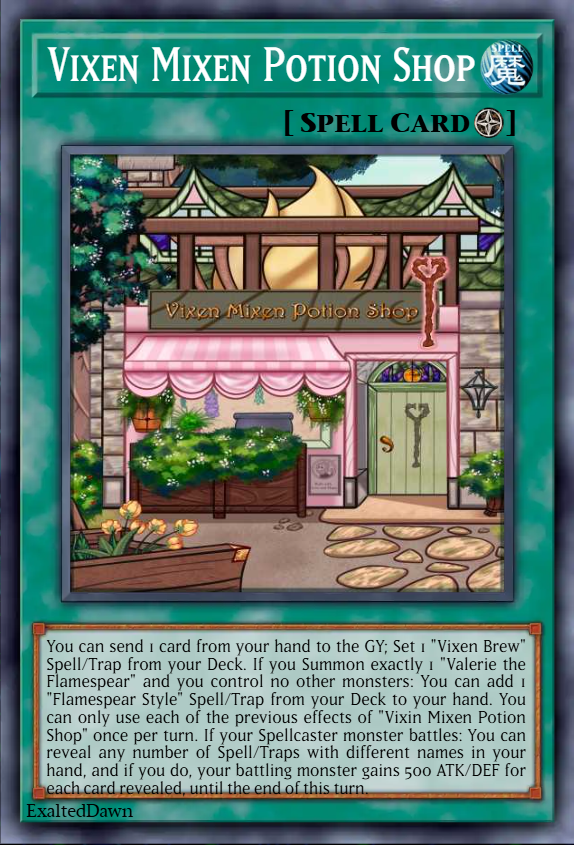 Vixen Mixen Potion Shop
SPELL
魔
[ Spell Card ]
Vixen Mixen Potion Shop
You can send 1 card from your hand to the GY; Set 1 "Vixen Brew"
Spell/Trap from your Deck. If you Summon exactly 1 "Valerie the
Flamespear" and you control no other monsters: You can add 1
"Flamespear Style" Spell/Trap from your Deck to your hand. You
can only use each of the previous effects of "Vixin Mixen Potion
Shop" once per turn. If your Spellcaster monster battles: You can
reveal any number of Spell/Traps with different names in your
hand, and if you do, your battling monster gains 500 ATK/DEF for
each card revealed, until the end of this turn.
ExaltedDawn